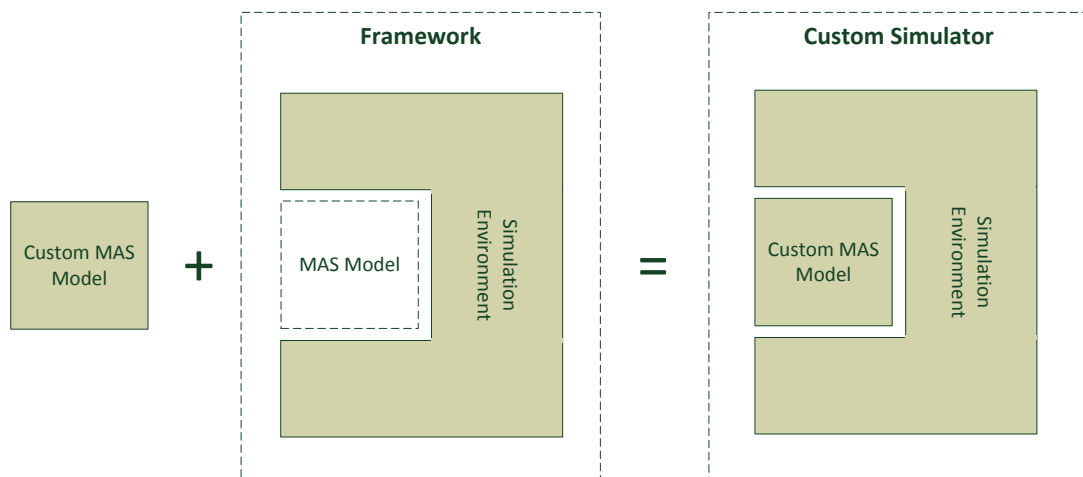 Framework
Custom Simulator
Custom MAS
Model
+
MAS Model
Simulation
Environment
=
Custom MAS
Model
Simulation
Environment